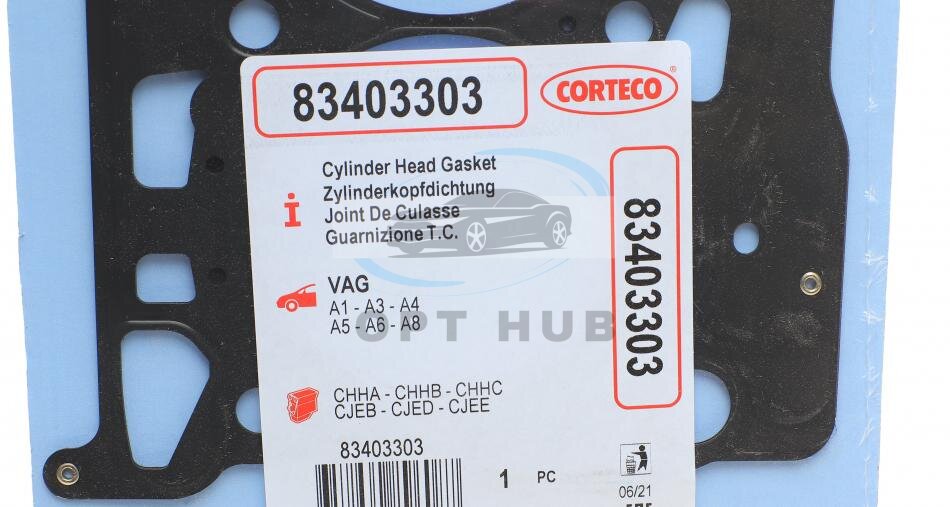 83403303
CORTECO®
Cylinder Head Gasket
Zylinderkopfdichtung
Joint De Culasse
Guarnizione T.C.
i
83403303
VAG
A1 - A3 - A4
A5 - A6 - A8
OPT HUB
CHHA - CHHB - CHHC
CJEB - CJED - CJEE
83403303
1 PC
06/21